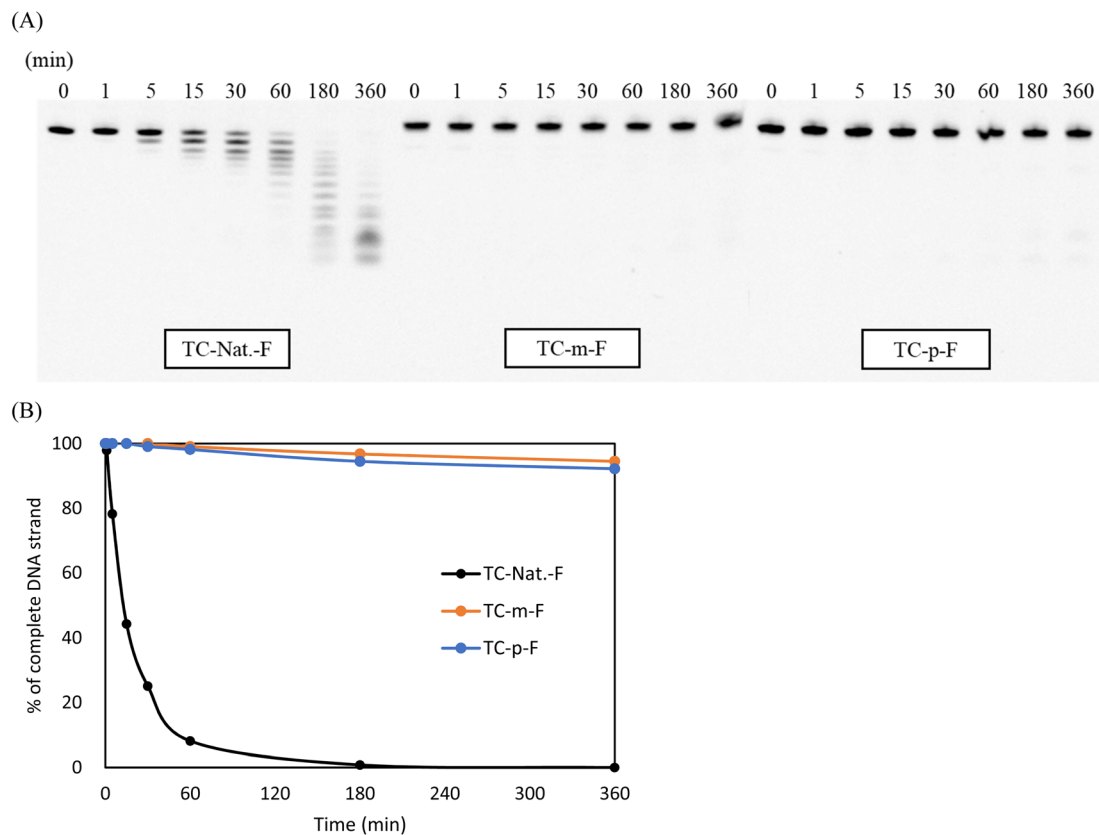 (A)
(min)
0 1 5 15 30 60 180 360 0 1 5 15 30 60 180 360 0 1 5 15 30 60 180 360
TC-Nat.-F TC-m-F TC-p-F
(B)
100
80
60
40
20
0
% of complete DNA strand
TC-Nat.-F
TC-m-F
TC-p-F
0 60 120 180 240 300 360
Time (min)